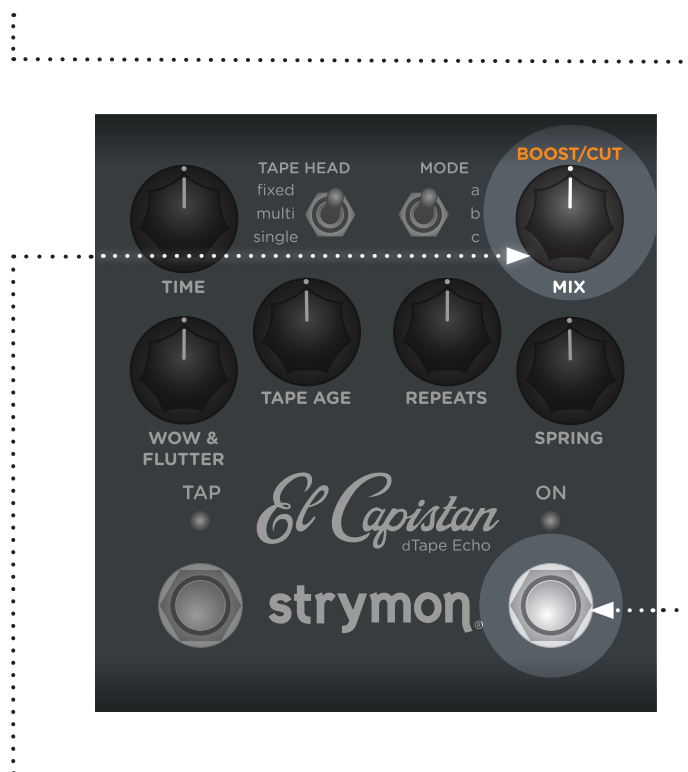 BOOST/CUT
TAPE HEAD
MODE
fixed
multi
single
a
b
c
TIME
MIX
TAPE AGE
REPEATS
WOW &
FLUTTER
SPRING
TAP
ON
El Capistan
dTape Echo
strymon®